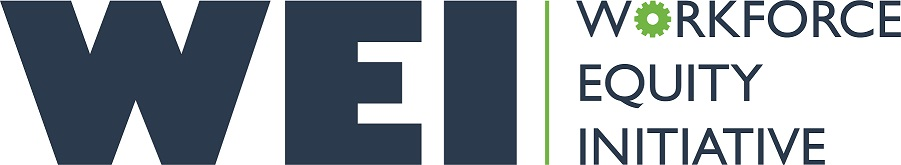 WEI
WORKFORCE
EQUITY
INITIATIVE